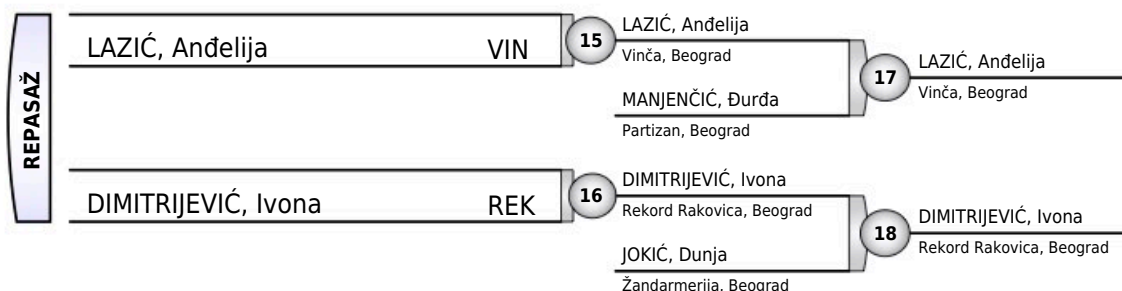 REPASAŽ
LAZIĆ, Anđelija VIN
15
LAZIĆ, Anđelija
Vinča, Beograd
MANJENČIĆ, Đurđa
Partizan, Beograd
17
LAZIĆ, Anđelija
Vinča, Beograd
DIMITRIJEVIĆ, Ivona REK
16
DIMITRIJEVIĆ, Ivona
Rekord Rakovica, Beograd
JOKIĆ, Dunja
Žandarmerija, Beograd
18
DIMITRIJEVIĆ, Ivona
Rekord Rakovica, Beograd